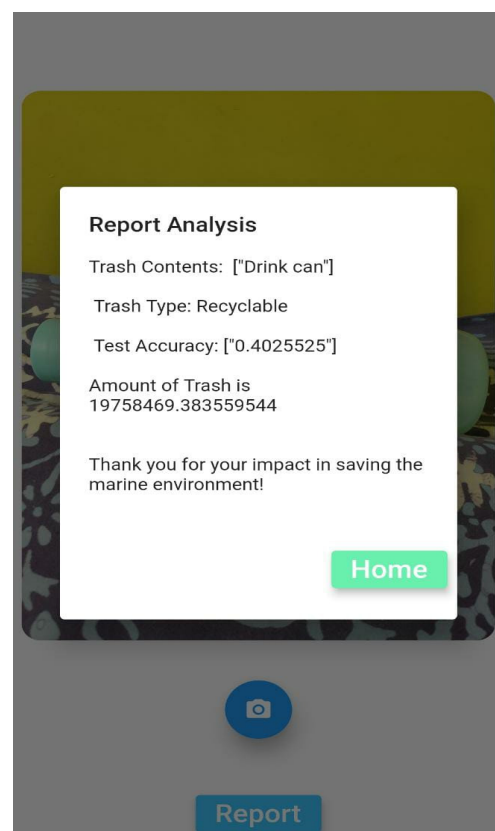 Report Analysis
Trash Contents:  ["Drink can"]
Trash Type: Recyclable
Test Accuracy: ["0.4025525"]
Amount of Trash is
19758469.383559544
Thank you for your impact in saving the
marine environment!
Home
Report